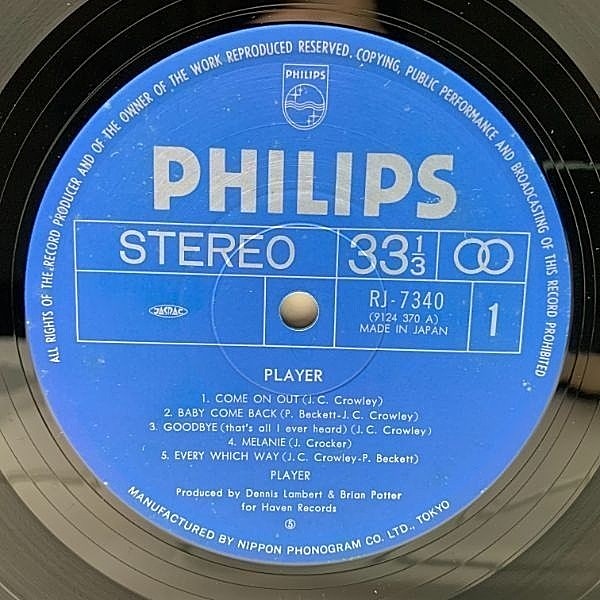 ALL RIGHTS OF THE RECORD PRODUCER AND OF THE OWNER OF THE WORK REPRODUCED RESERVED. COPYING, PUBLIC PERFORMANCE AND BROADCASTING OF THIS RECORD PROHIBITED
PHILIPS
PHILIPS
STEREO 33 1/3
JASRAC RJ-7340 1
(9124 370 A)
MADE IN JAPAN
PLAYER
1. COME ON OUT (J. C. Crowley)
2. BABY COME BACK (P. Beckett-J. C. Crowley)
3. GOODBYE (that's all I ever heard) (J. C. Crowley)
4. MELANIE (J. Crocker)
5. EVERY WHICH WAY (J. C. Crowley-P. Beckett)
PLAYER
Produced by Dennis Lambert & Brian Potter
for Haven Records
MANUFACTURED BY NIPPON PHONOGRAM CO. LTD., TOKYO